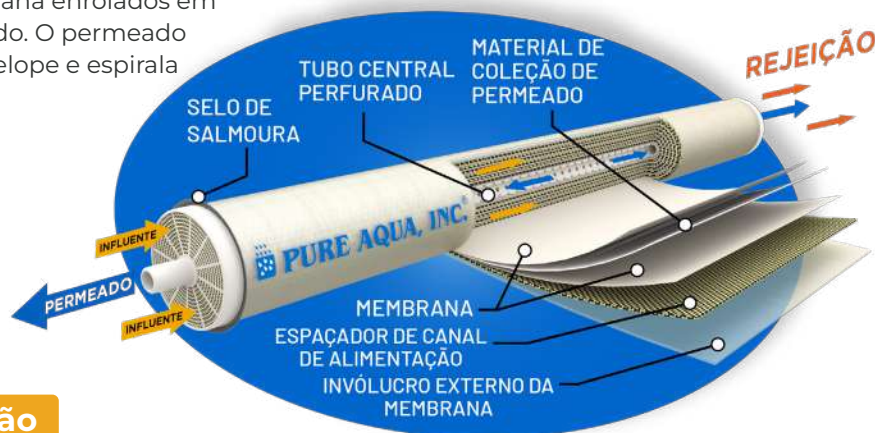 ana enrolados em
do. O permeado
elope e espirala
MATERIAL DE
COLEÇÃO DE
PERMEADO
REJEIÇÃO
TUBO CENTRAL
PERFURADO
SELO DE
SALMOURA
INFLUENTE
PURE AQUA, INC.®
PERMEADO
INFLUENTE
MEMBRANA
ESPAÇADOR DE CANAL
DE ALIMENTAÇÃO
INVÓLUCRO EXTERNO DA
MEMBRANA
ão